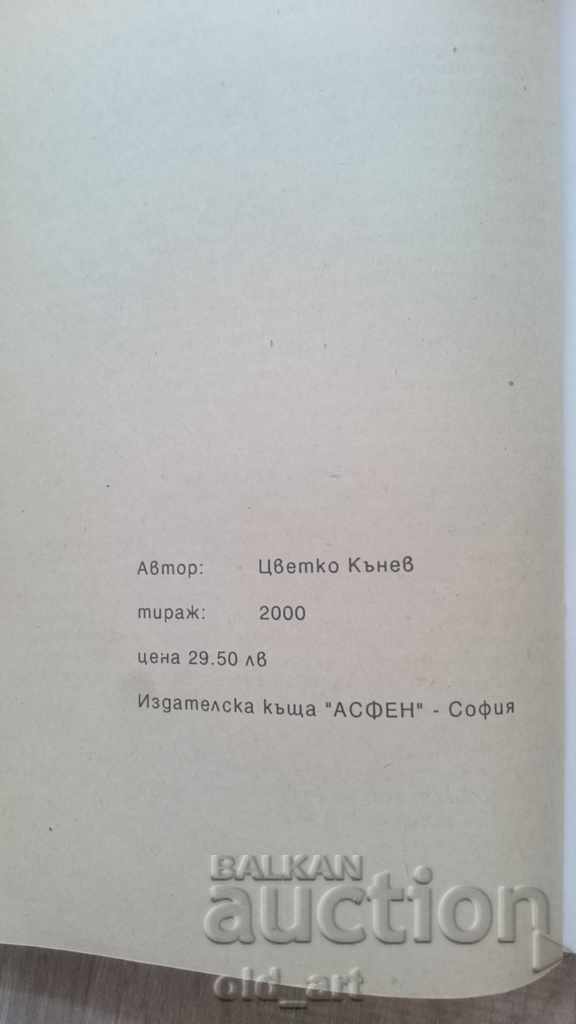 Автор: Цветко Кънев
тираж: 2000
цена 29.50 лв
Издателска къща "АСФЕН" - София
BALKAN
auction
old_art